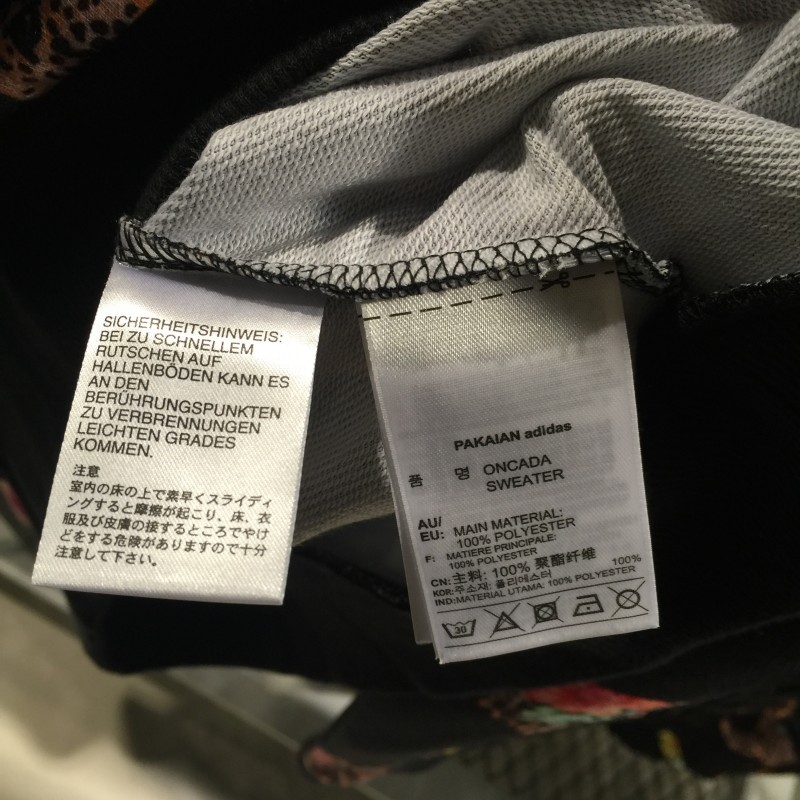 SICHERHEITSHINWEIS:
BEI ZU SCHNELLEM
RUTSCHEN AUF
HALLENBÖDEN KANN ES
AN DEN
BERÜHRUNGSPUNKTEN
ZU VERBRENNUNGEN
LEICHTEN GRADES
KOMMEN.
注意
室内の床の上で素早くスライディ
ングすると摩擦が起こり、床、衣
服及び皮膚の接するところでやけ
どをする危険がありますので十分
注意して下さい。
PAKAIAN adidas
품 명 ONCADA
SWEATER
AU/
EU: MAIN MATERIAL:
100% POLYESTER
F: MATIERE PRINCIPALE:
100% POLYESTER
CN: 主料: 100% 聚酯纤维
KOR: 주소재: 폴리에스터 100%
IND: MATERIAL UTAMA: 100% POLYESTER
30